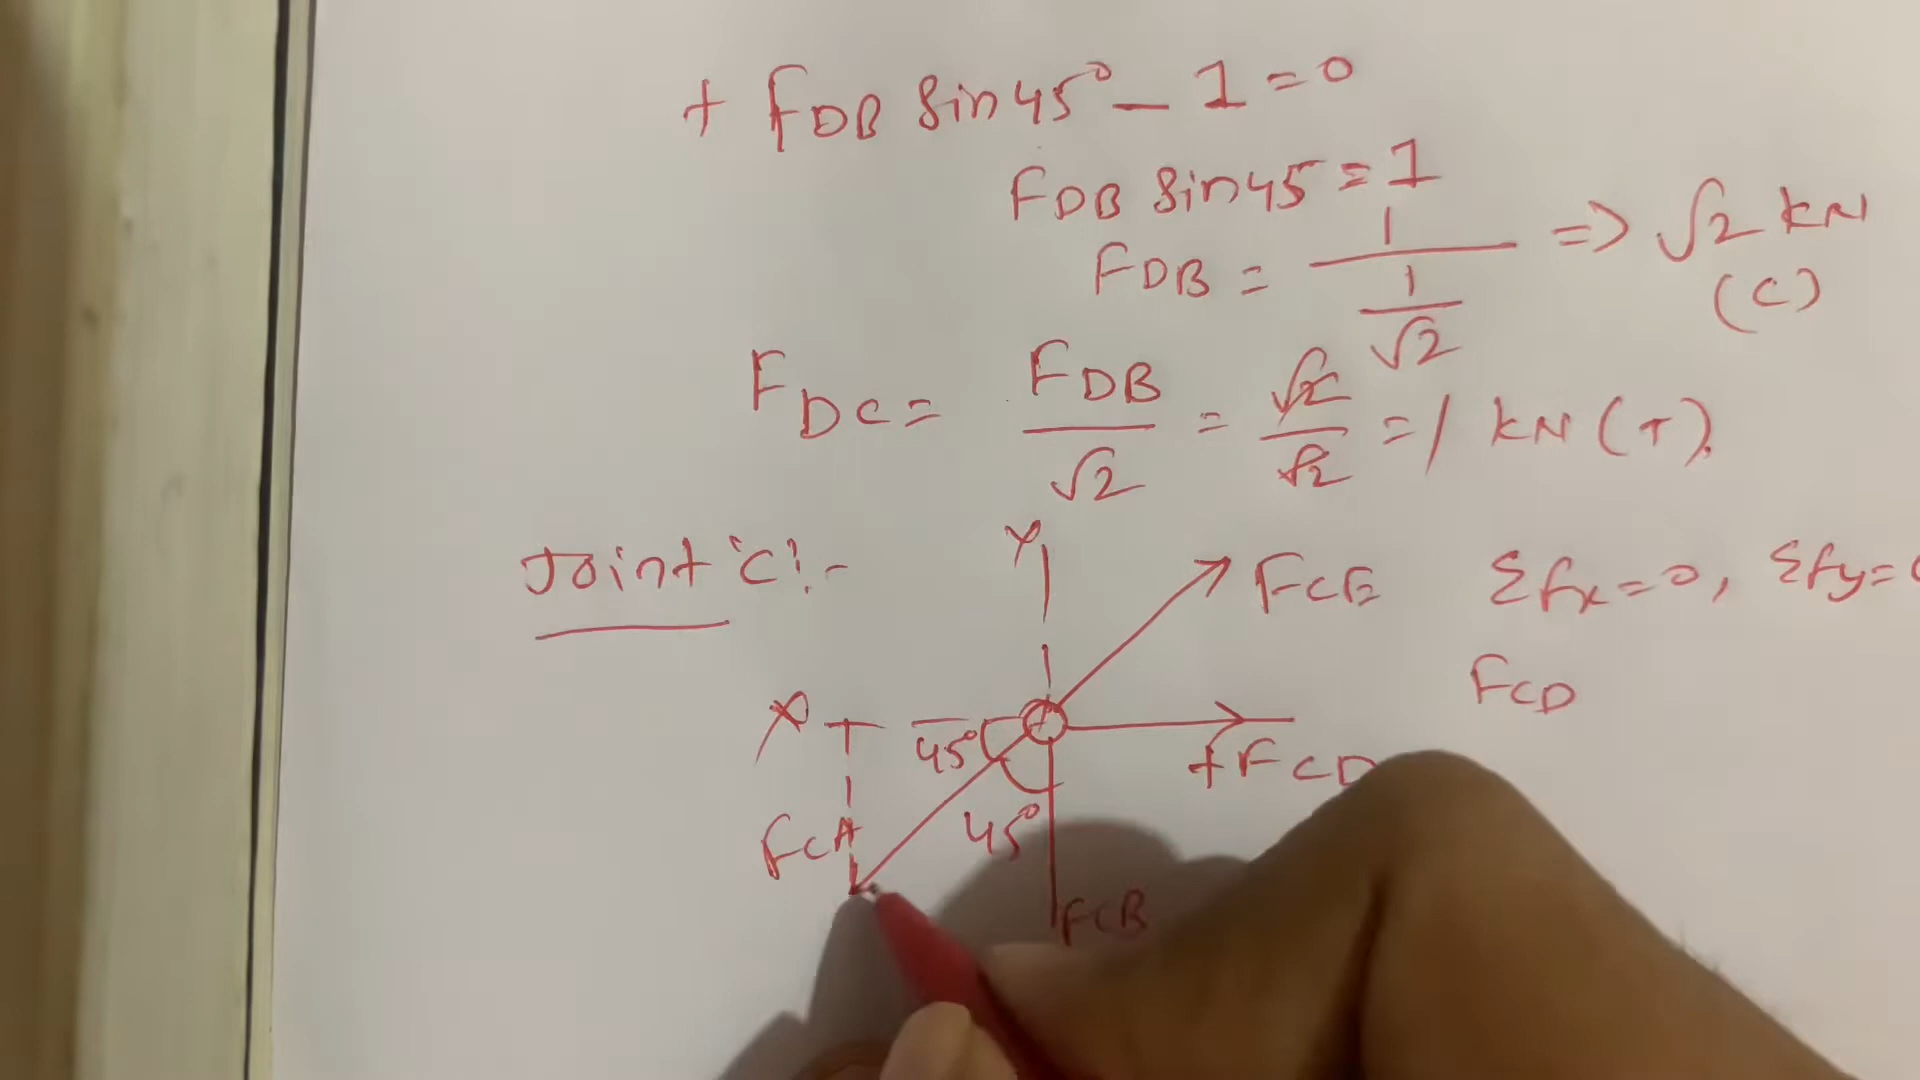 + FDB Sin45° - 1 = 0
FDB Sin45 = 1
FDB = 1 / (1/√2) => √2 kN (C)
FDC = FDB/√2 = √2/√2 = 1 kN (T).
Joint 'C' :-
Y
FCE
Σfx = 0, Σfy = 0
FCD
X
45°
+FCD
FCA
45°
FCB